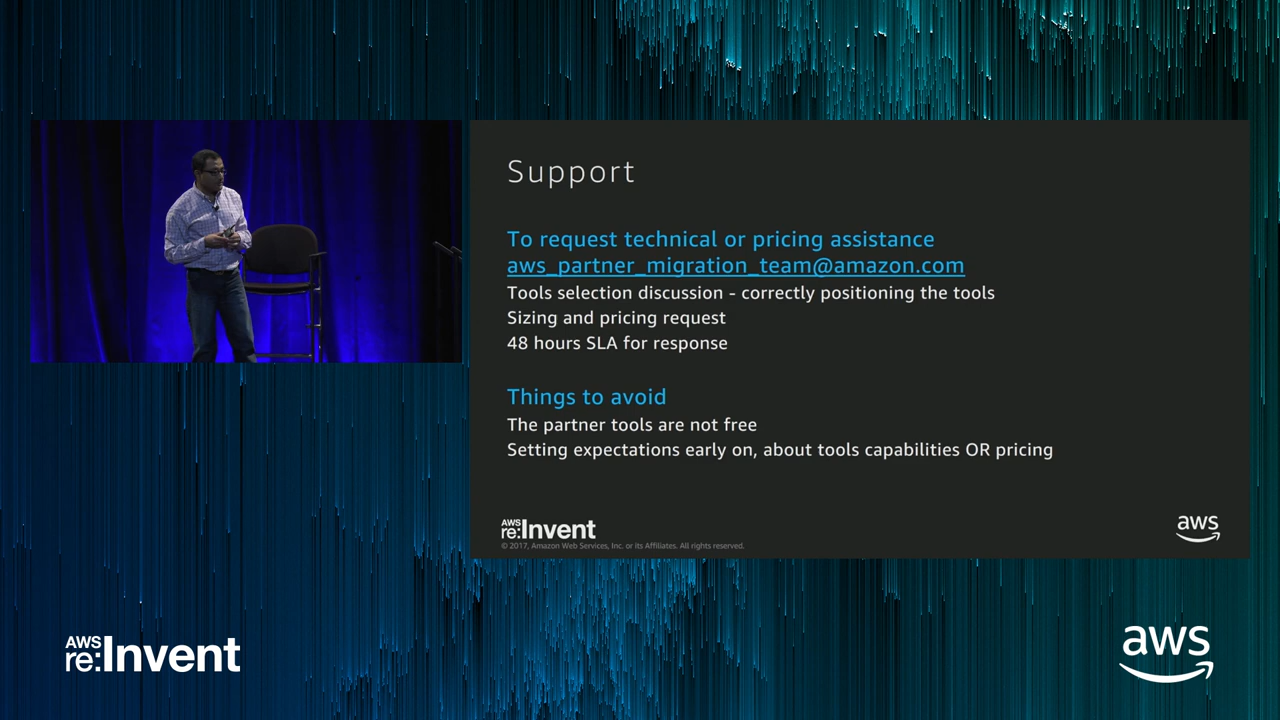 Support
To request technical or pricing assistance
aws_partner_migration_team@amazon.com
Tools selection discussion - correctly positioning the tools
Sizing and pricing request
48 hours SLA for response
Things to avoid
The partner tools are not free
Setting expectations early on, about tools capabilities OR pricing
AWS
re:Invent
© 2017, Amazon Web Services, Inc. or its Affiliates. All rights reserved.
aws
AWS
re:Invent
aws